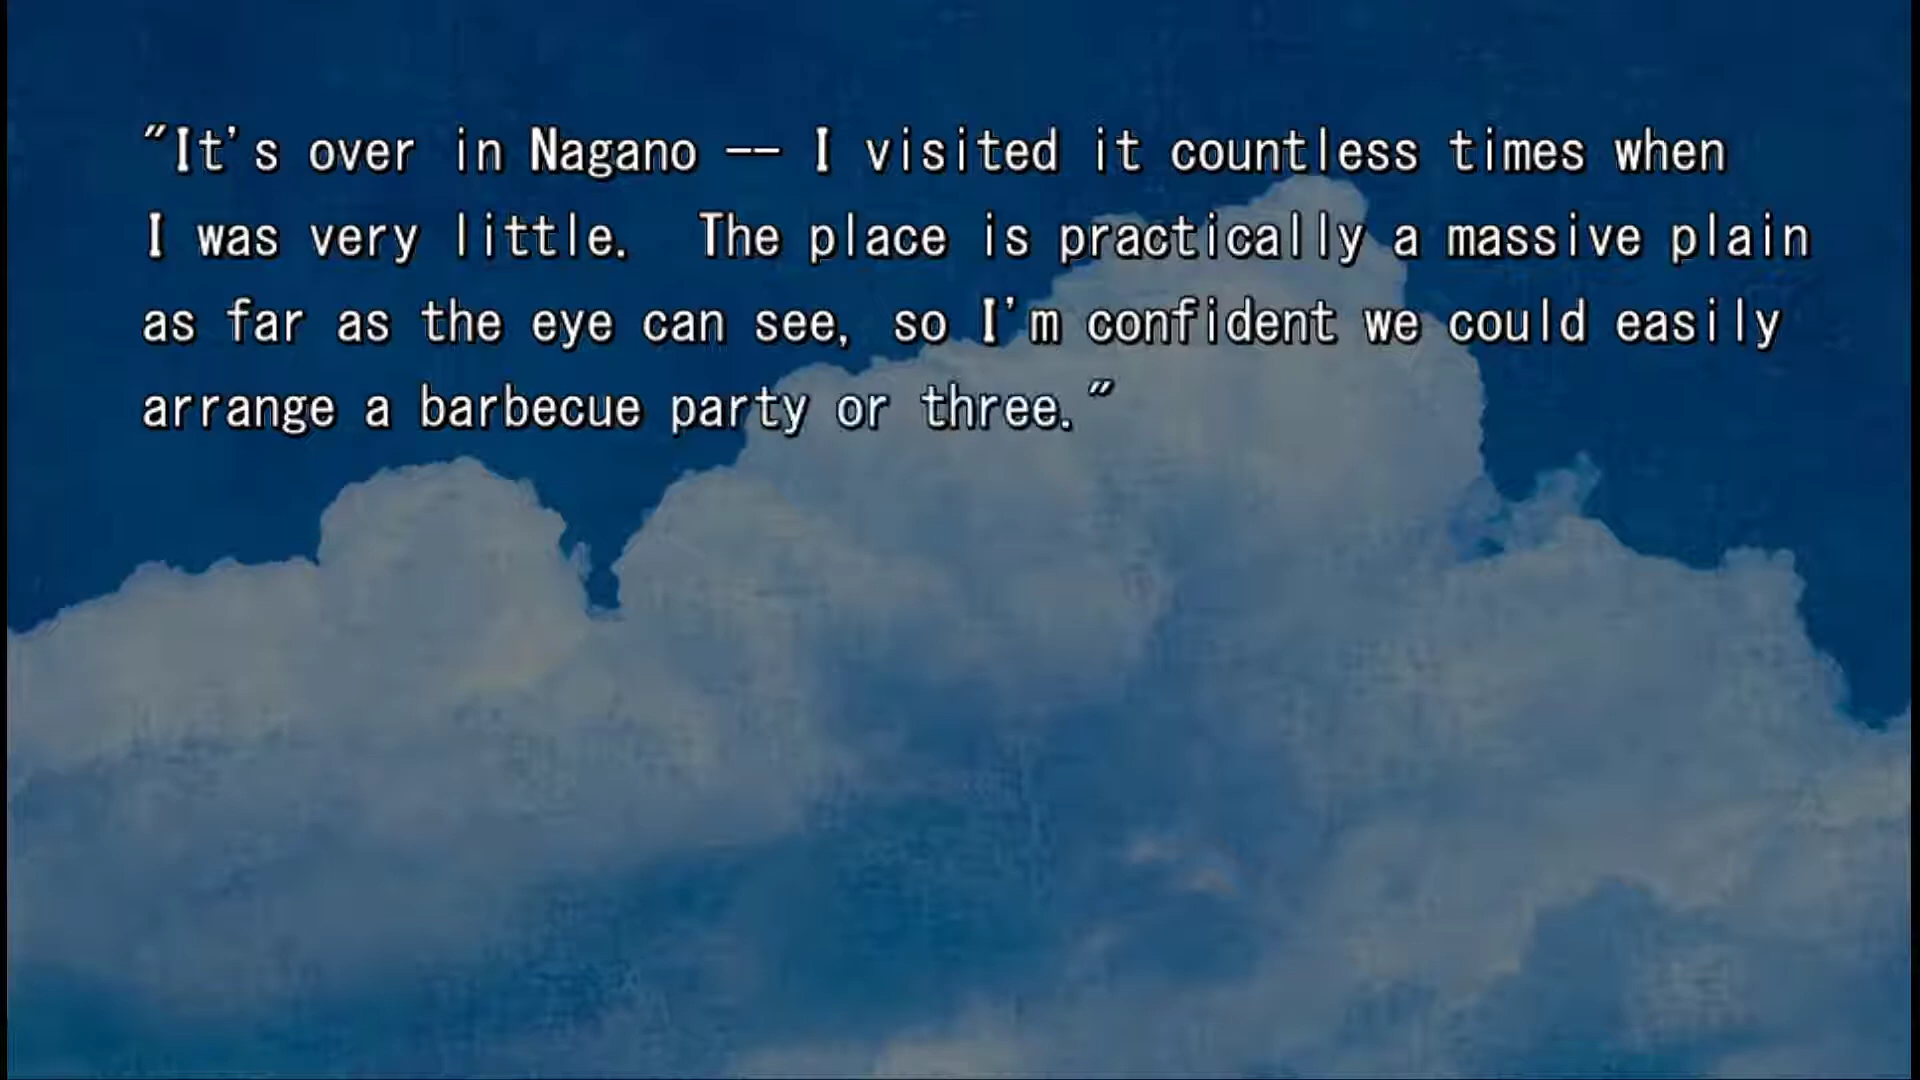 "It's over in Nagano -- I visited it countless times when
I was very little.  The place is practically a massive plain
as far as the eye can see, so I'm confident we could easily
arrange a barbecue party or three."